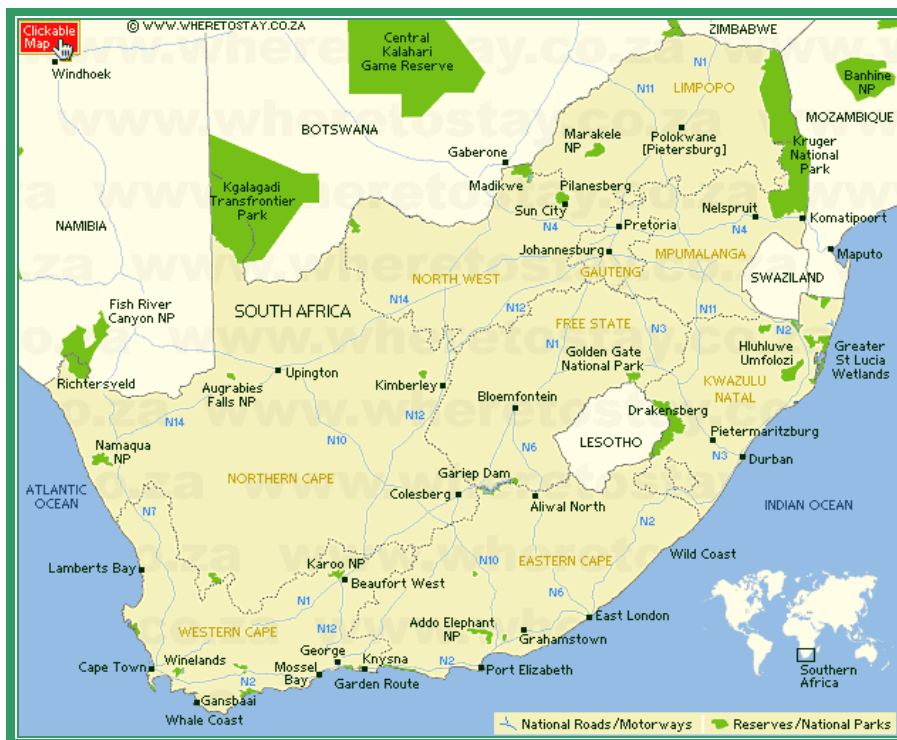 Clickable
Map
© WWW.WHERETOSTAY.CO.ZA
ZIMBABWE
Windhoek
Central
Kalahari
Game Reserve
N1
N11
LIMPOPO
Banhine
NP
MOZAMBIQUE
BOTSWANA
Marakele
NP
Polokwane
[Pietersburg]
Kruger
National
Park
Gaberone
Madikwe
Pilanesberg
Kgalagadi
Transfrontier
Park
Sun City
Nelspruit
NAMIBIA
N4
Pretoria
N4
Komatipoort
Johannesburg
MPUMALANGA
Maputo
NORTH WEST
GAUTENG
SWAZILAND
Fish River
Canyon NP
SOUTH AFRICA
N14
N12
N11
FREE STATE
N3
N2
N1
Golden Gate
National Park
Hluhluwe
Umfolozi
Greater
St Lucia
Wetlands
Richtersveld
Augrabies
Falls NP
Upington
Kimberley
KWAZULU
NATAL
Bloemfontein
Drakensberg
N14
N10
N12
N6
LESOTHO
Pietermaritzburg
Namaqua
NP
N3
Durban
NORTHERN CAPE
Gariep Dam
ATLANTIC
OCEAN
Colesberg
Aliwal North
INDIAN OCEAN
N7
N2
Wild Coast
Lamberts Bay
Karoo NP
N10
EASTERN CAPE
Beaufort West
N1
N6
WESTERN CAPE
N12
Addo Elephant
NP
East London
Grahamstown
George
Cape Town
Winelands
Mossel
Bay
Knysna
N2
Port Elizabeth
N2
Garden Route
Southern
Africa
Gansbaai
Whale Coast
National Roads/Motorways
Reserves/National Parks
www.wheretostay.co.za